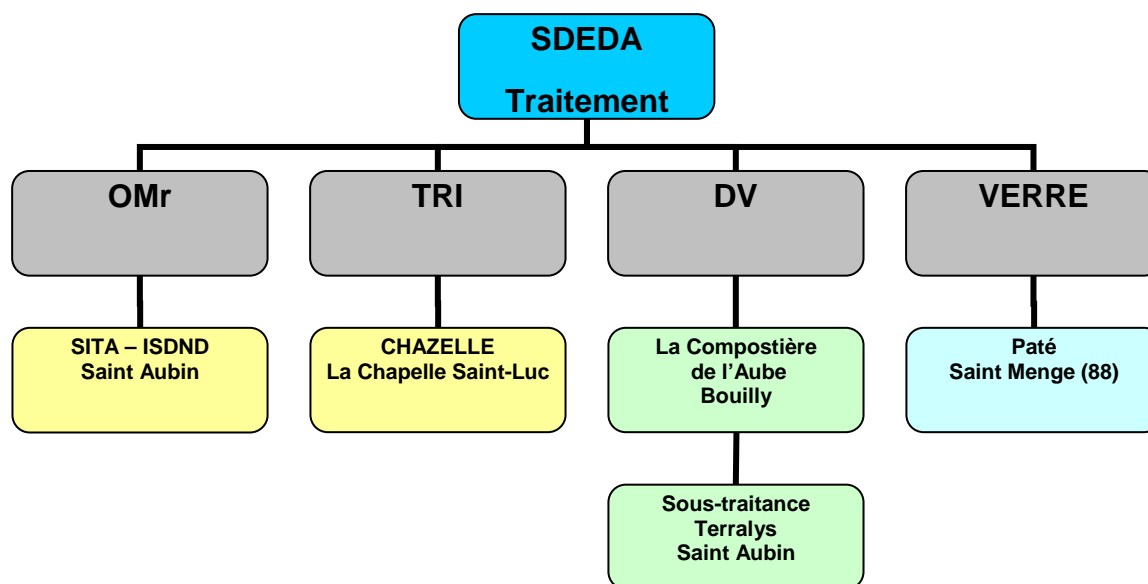 SDEDA
Traitement
OMr
TRI
DV
VERRE
SITA – ISDND
Saint Aubin
CHAZELLE
La Chapelle Saint-Luc
La Compostière
de l’Aube
Bouilly
Paté
Saint Menge (88)
Sous-traitance
Terralys
Saint Aubin